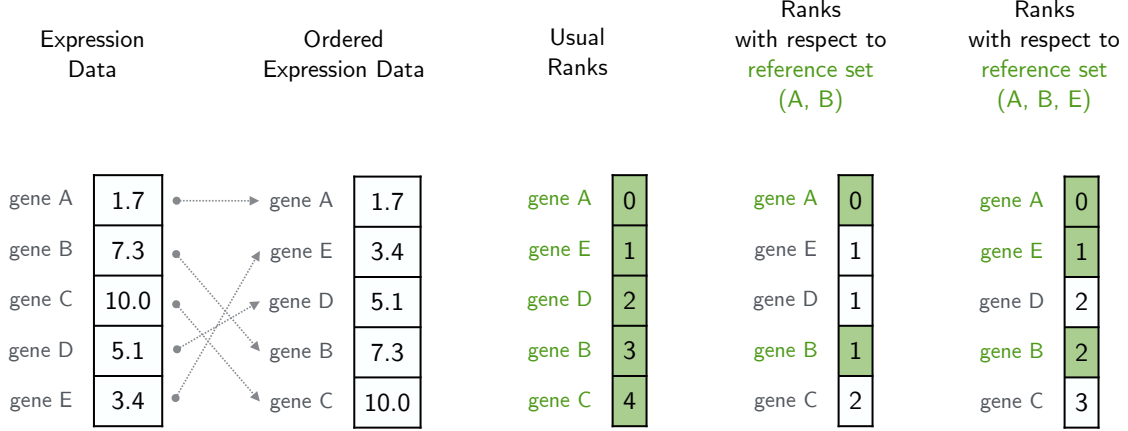 Expression
Data
Ordered
Expression Data
Usual
Ranks
Ranks
with respect to
reference set
(A, B)
Ranks
with respect to
reference set
(A, B, E)
gene A 1.7
gene B 7.3
gene C 10.0
gene D 5.1
gene E 3.4
gene A 1.7
gene E 3.4
gene D 5.1
gene B 7.3
gene C 10.0
gene A 0
gene E 1
gene D 2
gene B 3
gene C 4
gene A 0
gene E 1
gene D 1
gene B 1
gene C 2
gene A 0
gene E 1
gene D 2
gene B 2
gene C 3